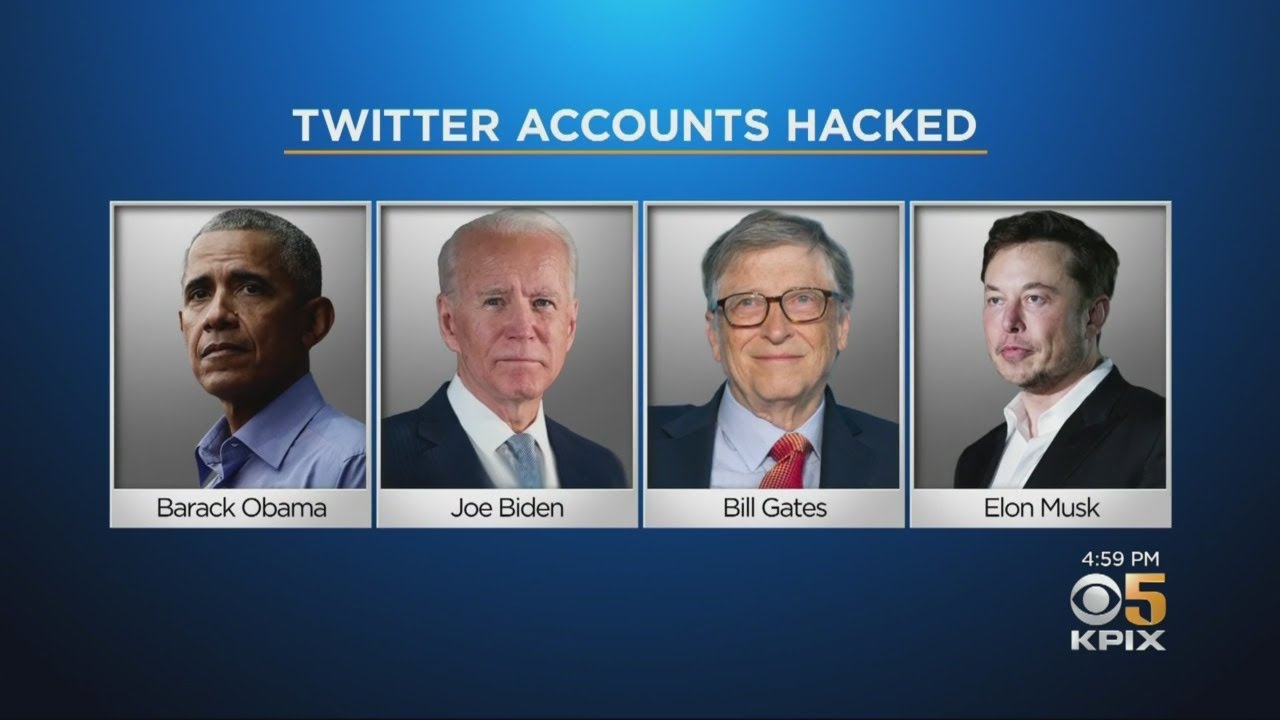 TWITTER ACCOUNTS HACKED
Barack Obama
Joe Biden
Bill Gates
Elon Musk
4:59 PM
5
KPIX